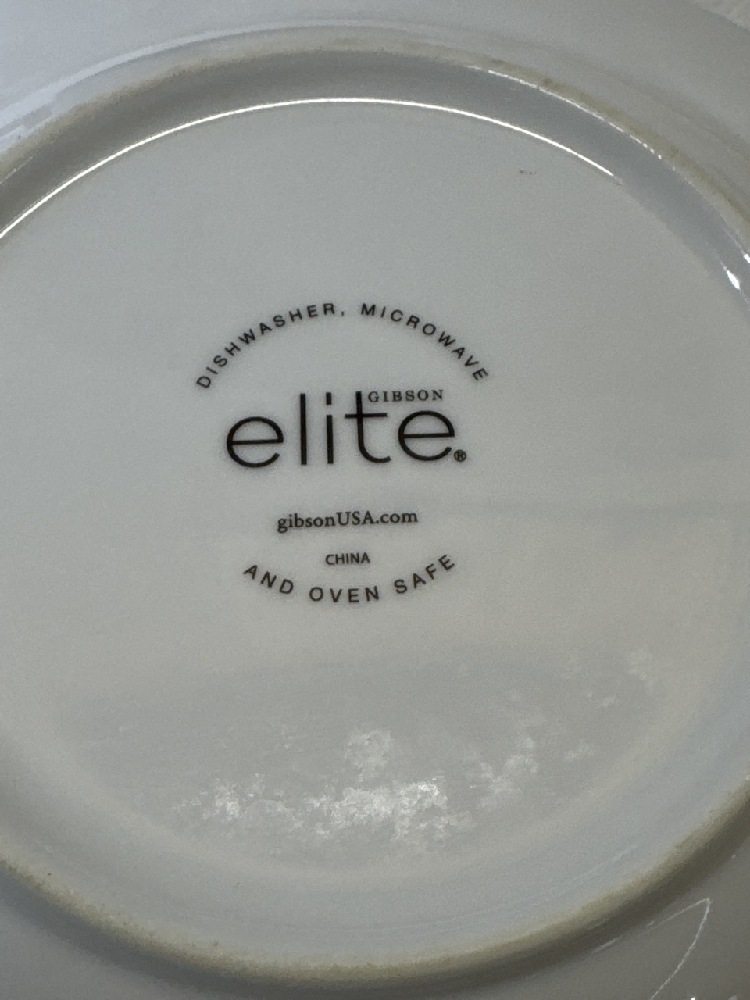 DISHWASHER, MICROWAVE
GIBSON
elite®
gibsonUSA.com
CHINA
AND OVEN SAFE